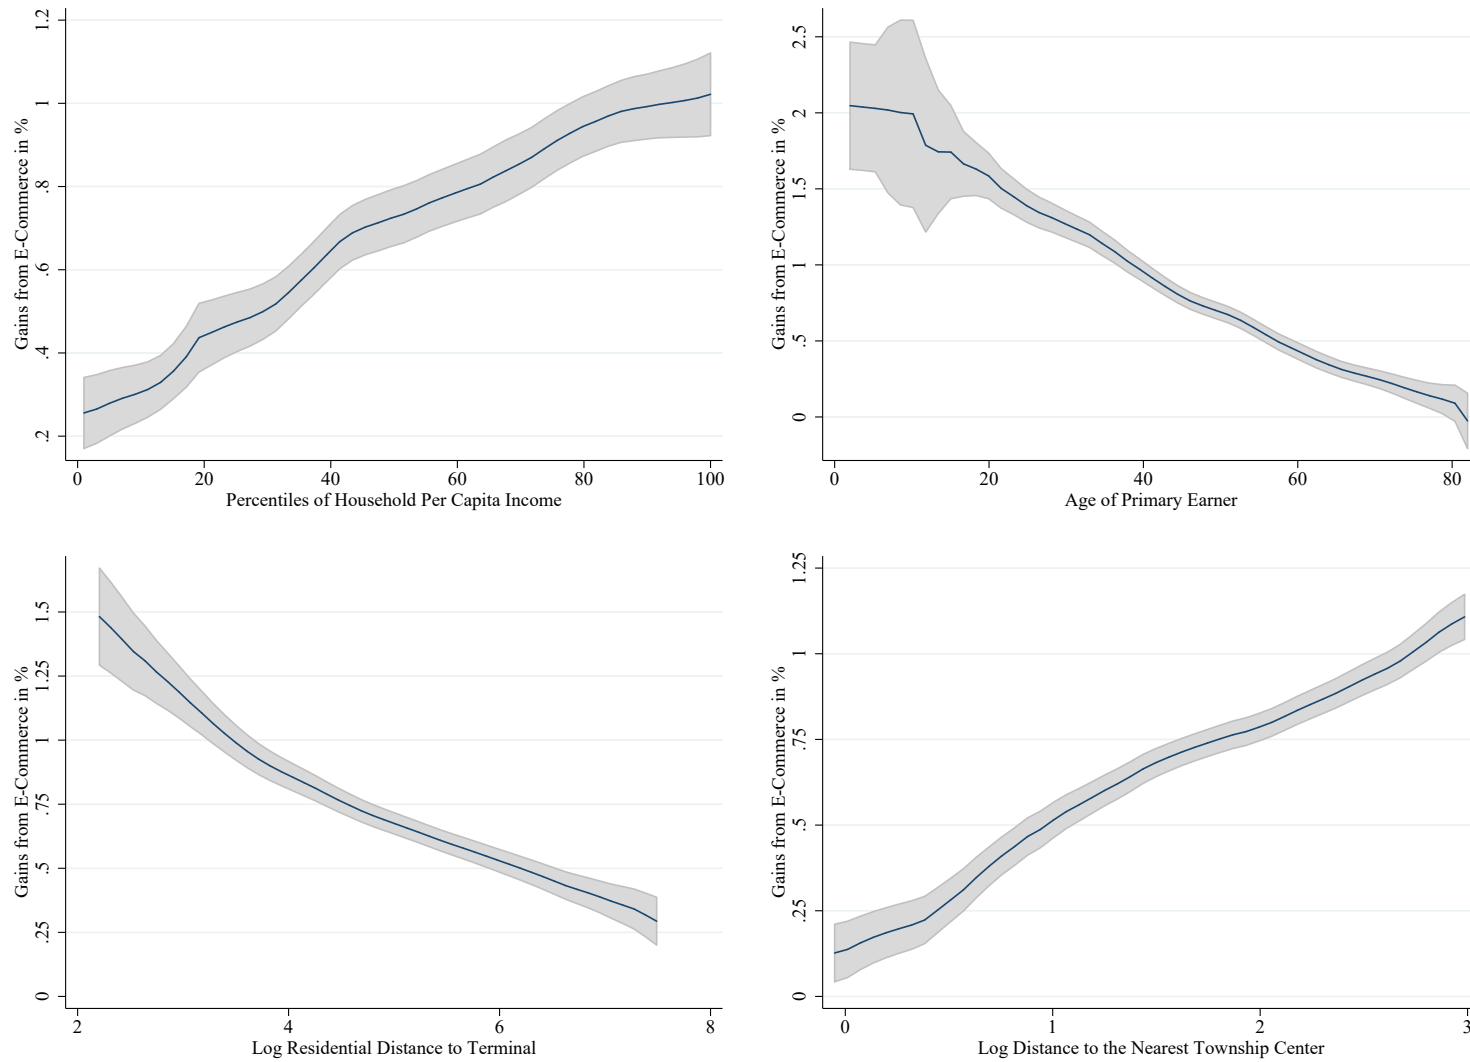 Gains from E-Commerce in %
1.2
1
.8
.6
.4
.2
0 20 40 60 80 100
Percentiles of Household Per Capita Income
Gains from E-Commerce in %
2.5
2
1.5
1
.5
0
0 20 40 60 80
Age of Primary Earner
Gains from E-Commerce in %
1.5
1.25
1
.75
.5
.25
0
2 4 6 8
Log Residential Distance to Terminal
Gains from E-Commerce in %
1.25
1
.75
.5
.25
0
0 1 2 3
Log Distance to the Nearest Township Center